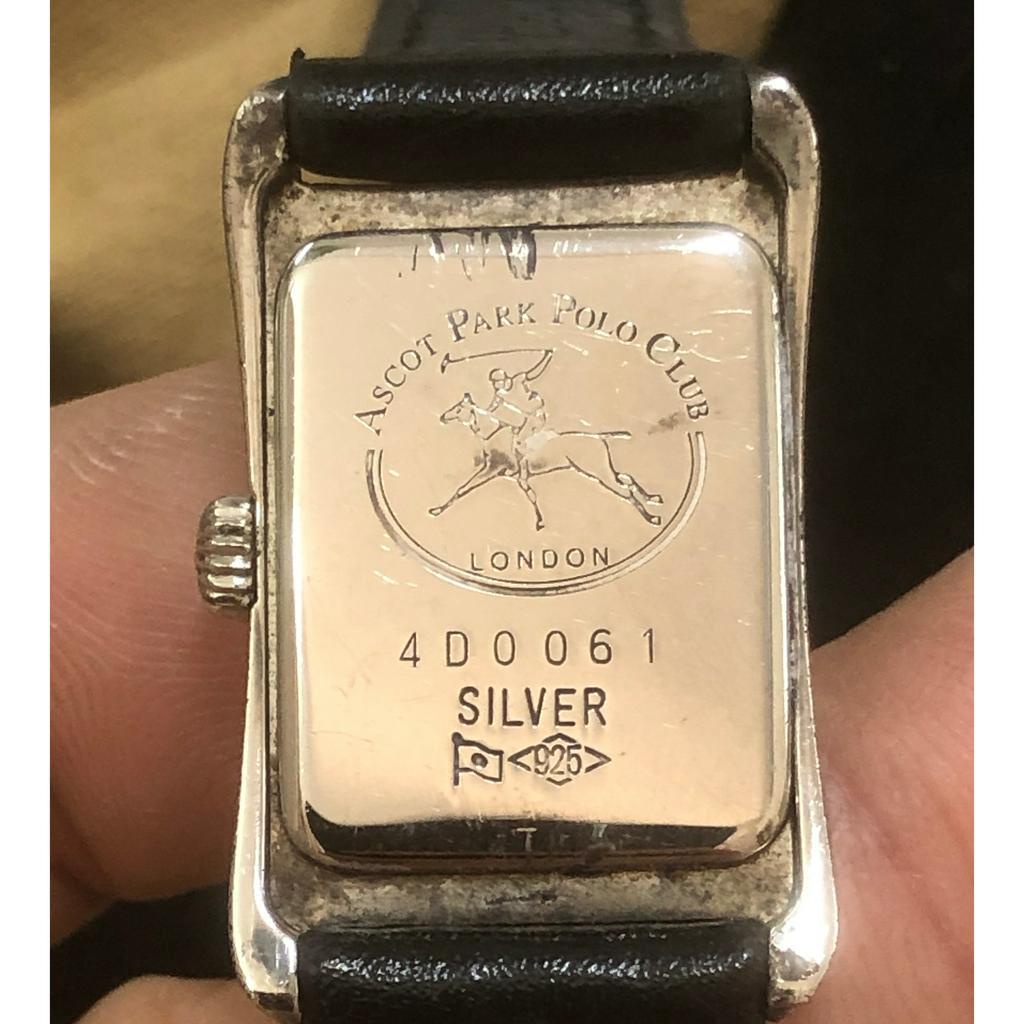 ASCOT PARK POLO CLUB
LONDON
4D0061
SILVER
925